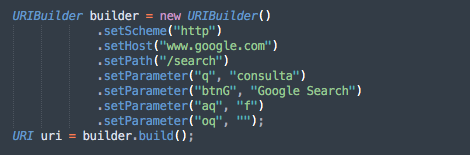 URIBuilder builder = new URIBuilder()
.setScheme("http")
.setHost("www.google.com")
.setPath("/search")
.setParameter("q", "consulta")
.setParameter("btnG", "Google Search")
.setParameter("aq", "f")
.setParameter("oq", "");
URI uri = builder.build();